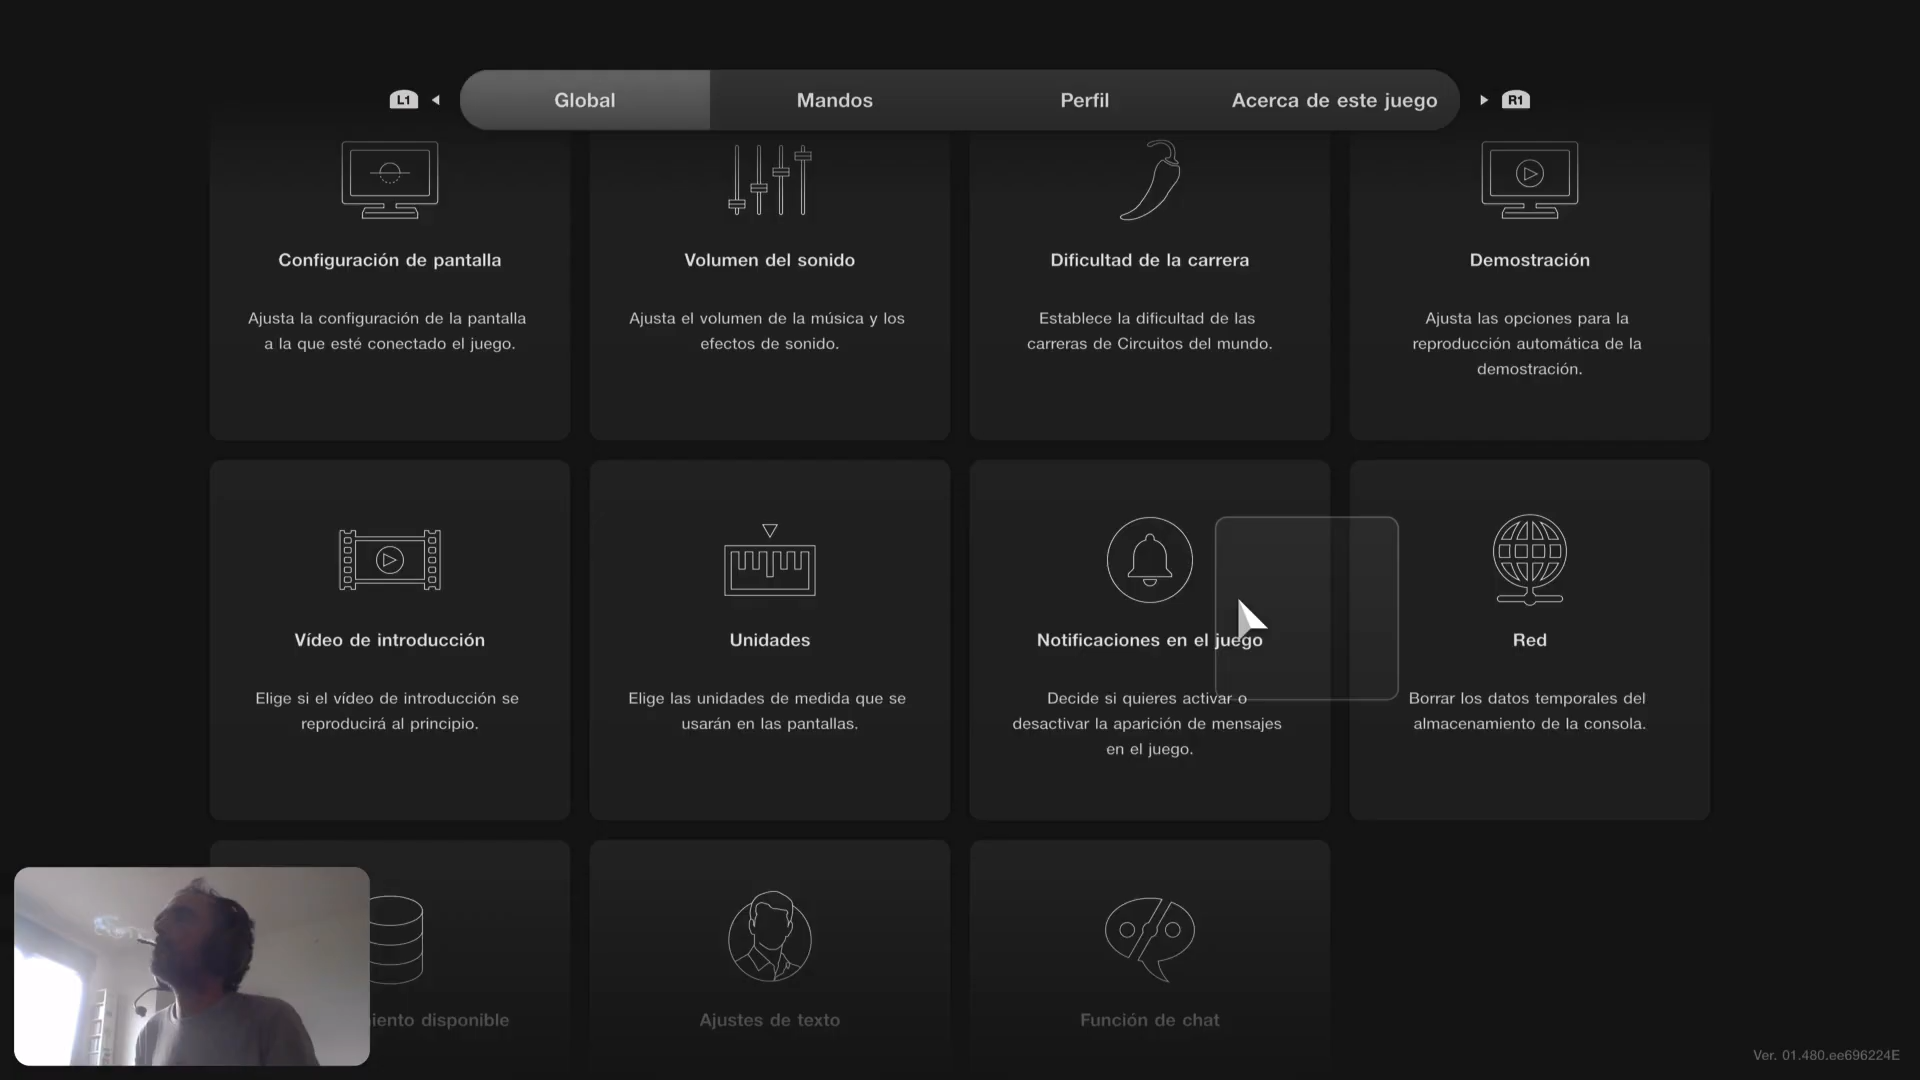 L1
Global
Mandos
Perfil
Acerca de este juego
R1
Configuración de pantalla
Ajusta la configuración de la pantalla
a la que esté conectado el juego.
Volumen del sonido
Ajusta el volumen de la música y los
efectos de sonido.
Dificultad de la carrera
Establece la dificultad de las
carreras de Circuitos del mundo.
Demostración
Ajusta las opciones para la
reproducción automática de la
demostración.
Vídeo de introducción
Elige si el vídeo de introducción se
reproducirá al principio.
Unidades
Elige las unidades de medida que se
usarán en las pantallas.
Notificaciones en el juego
Decide si quieres activar o
desactivar la aparición de mensajes
en el juego.
Red
Borrar los datos temporales del
almacenamiento de la consola.
iento disponible
Ajustes de texto
Función de chat
Ver. 01.480.ee696224E